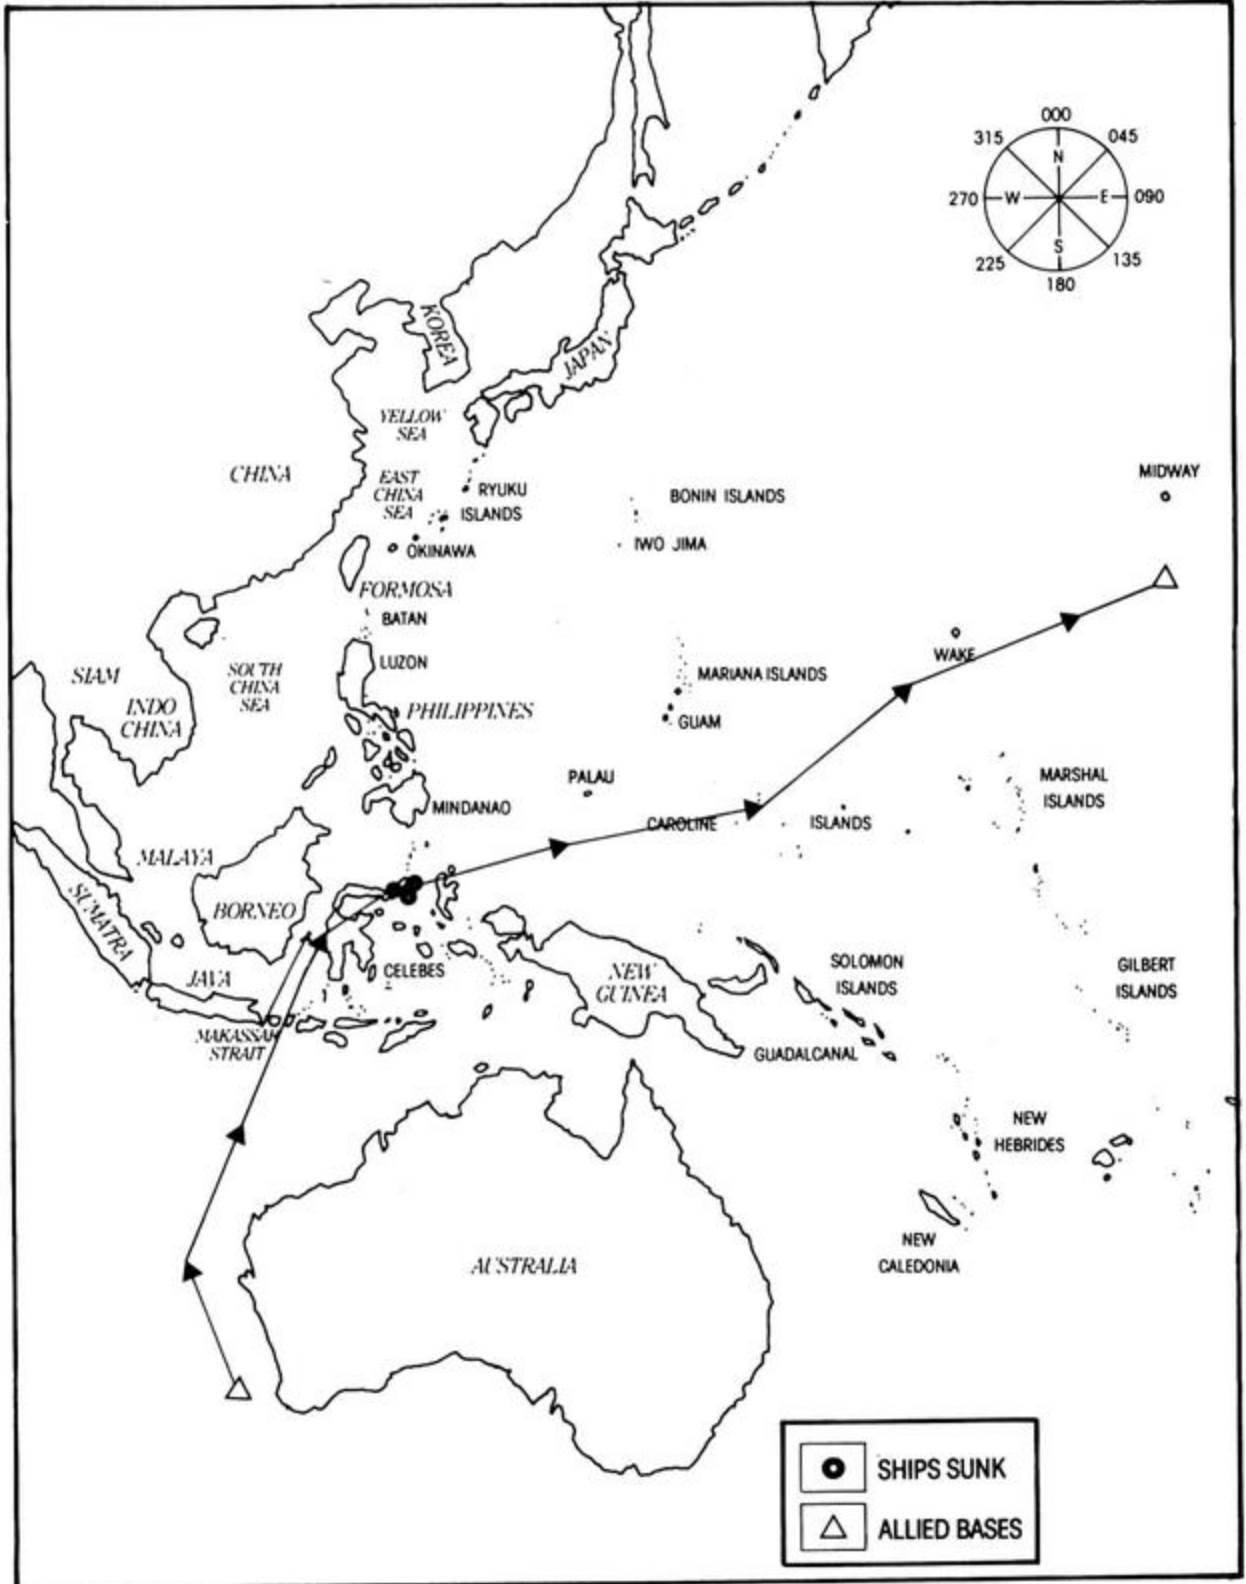 000
315
045
N
270
W
E
090
S
225
135
180
KOREA
JAPAN
YELLOW
SEA
CHINA
EAST
CHINA
SEA
RYUKU
ISLANDS
BONIN ISLANDS
MIDWAY
OKINAWA
IWO JIMA
FORMOSA
BATAN
WAKE
LUZON
SIAM
SOUTH
CHINA
SEA
MARIANA ISLANDS
INDO
CHINA
PHILIPPINES
GUAM
PALAU
MARSHAL
ISLANDS
MINDANAO
CAROLINE
ISLANDS
MALAYA
SUMATRA
BORNEO
JAVA
CELEBES
NEW
GUINEA
SOLOMON
ISLANDS
GILBERT
ISLANDS
MAKASSAR
STRAIT
GUADALCANAL
NEW
HEBRIDES
NEW
CALEDONIA
AUSTRALIA
SHIPS SUNK
ALLIED BASES